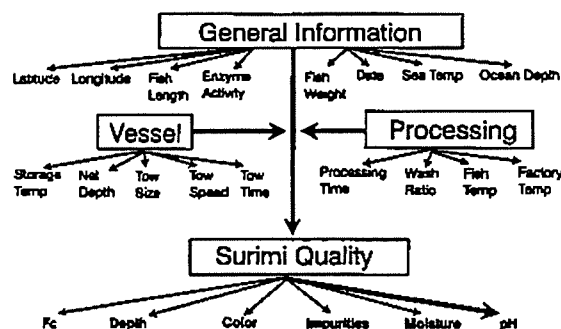 General Information
Latitude Longitude Fish Length Enzyme Activity Fish Weight Date Sea Temp Ocean Depth
Vessel Processing
Storage Temp Net Depth Tow Size Tow Speed Tow Time Processing Time Wash Ratio Fish Temp Factory Temp
Surimi Quality
Fc Depth Color Impurities Moisture pH